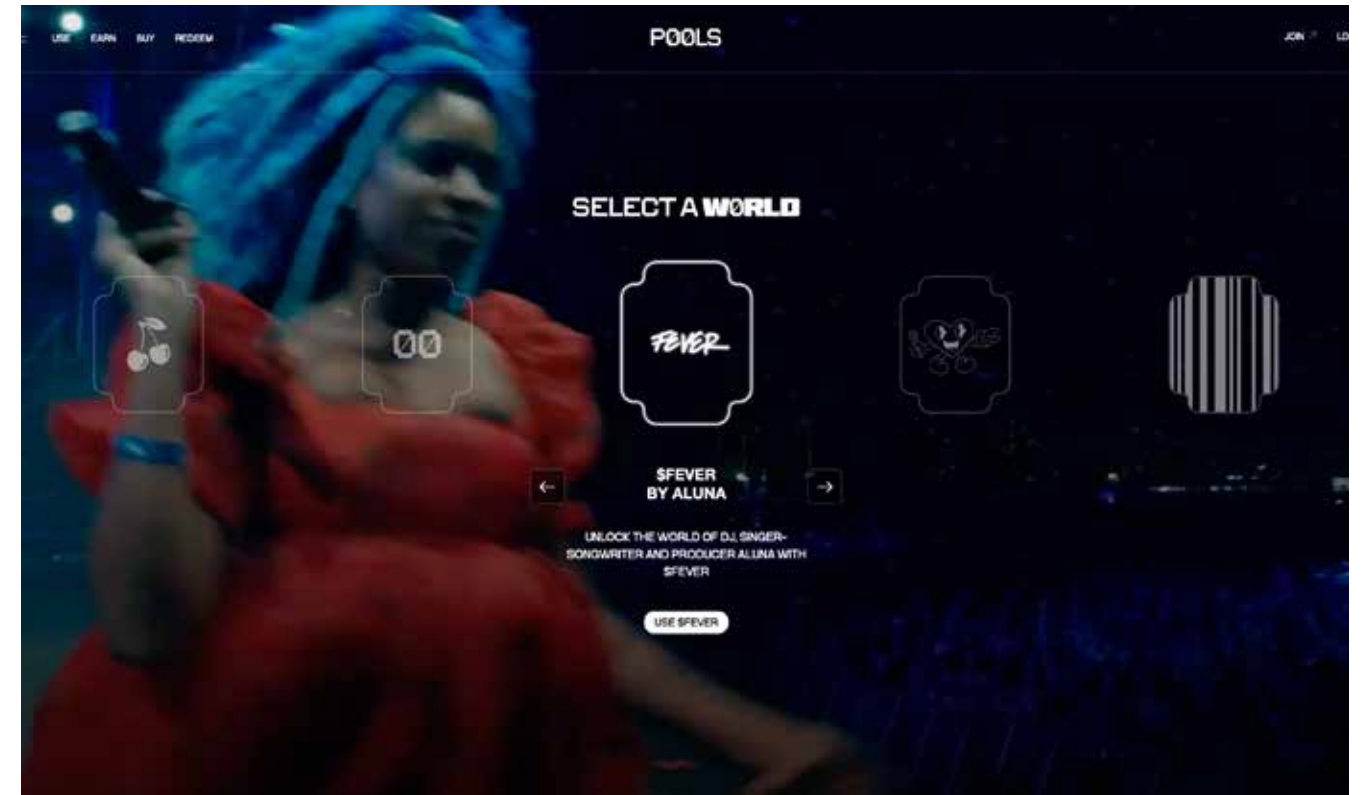 USE EARN BUY REDEEM
P00LS
JOIN
SELECT A W0RLD
00
FEVER
$FEVER
BY ALUNA
UNLOCK THE WORLD OF DJ, SINGER-
SONGWRITER AND PRODUCER ALUNA WITH
$FEVER
USE $FEVER